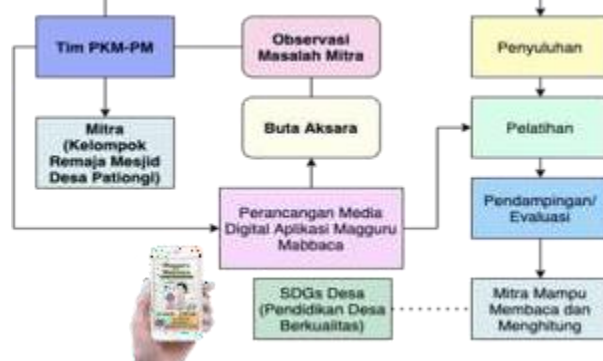 Tim PKM-PM
Observasi
Masalah Mitra
Penyuluhan
Mitra
(Kelompok
Remaja Mesjid
Desa Pationgi)
Buta Aksara
Pelatihan
Perancangan Media
Digital Aplikasi Magguru
Mabbaca
Pendampingan/
Evaluasi
SDGs Desa
(Pendidikan Desa
Berkualitas)
Mitra Mampu
Membaca dan
Menghitung